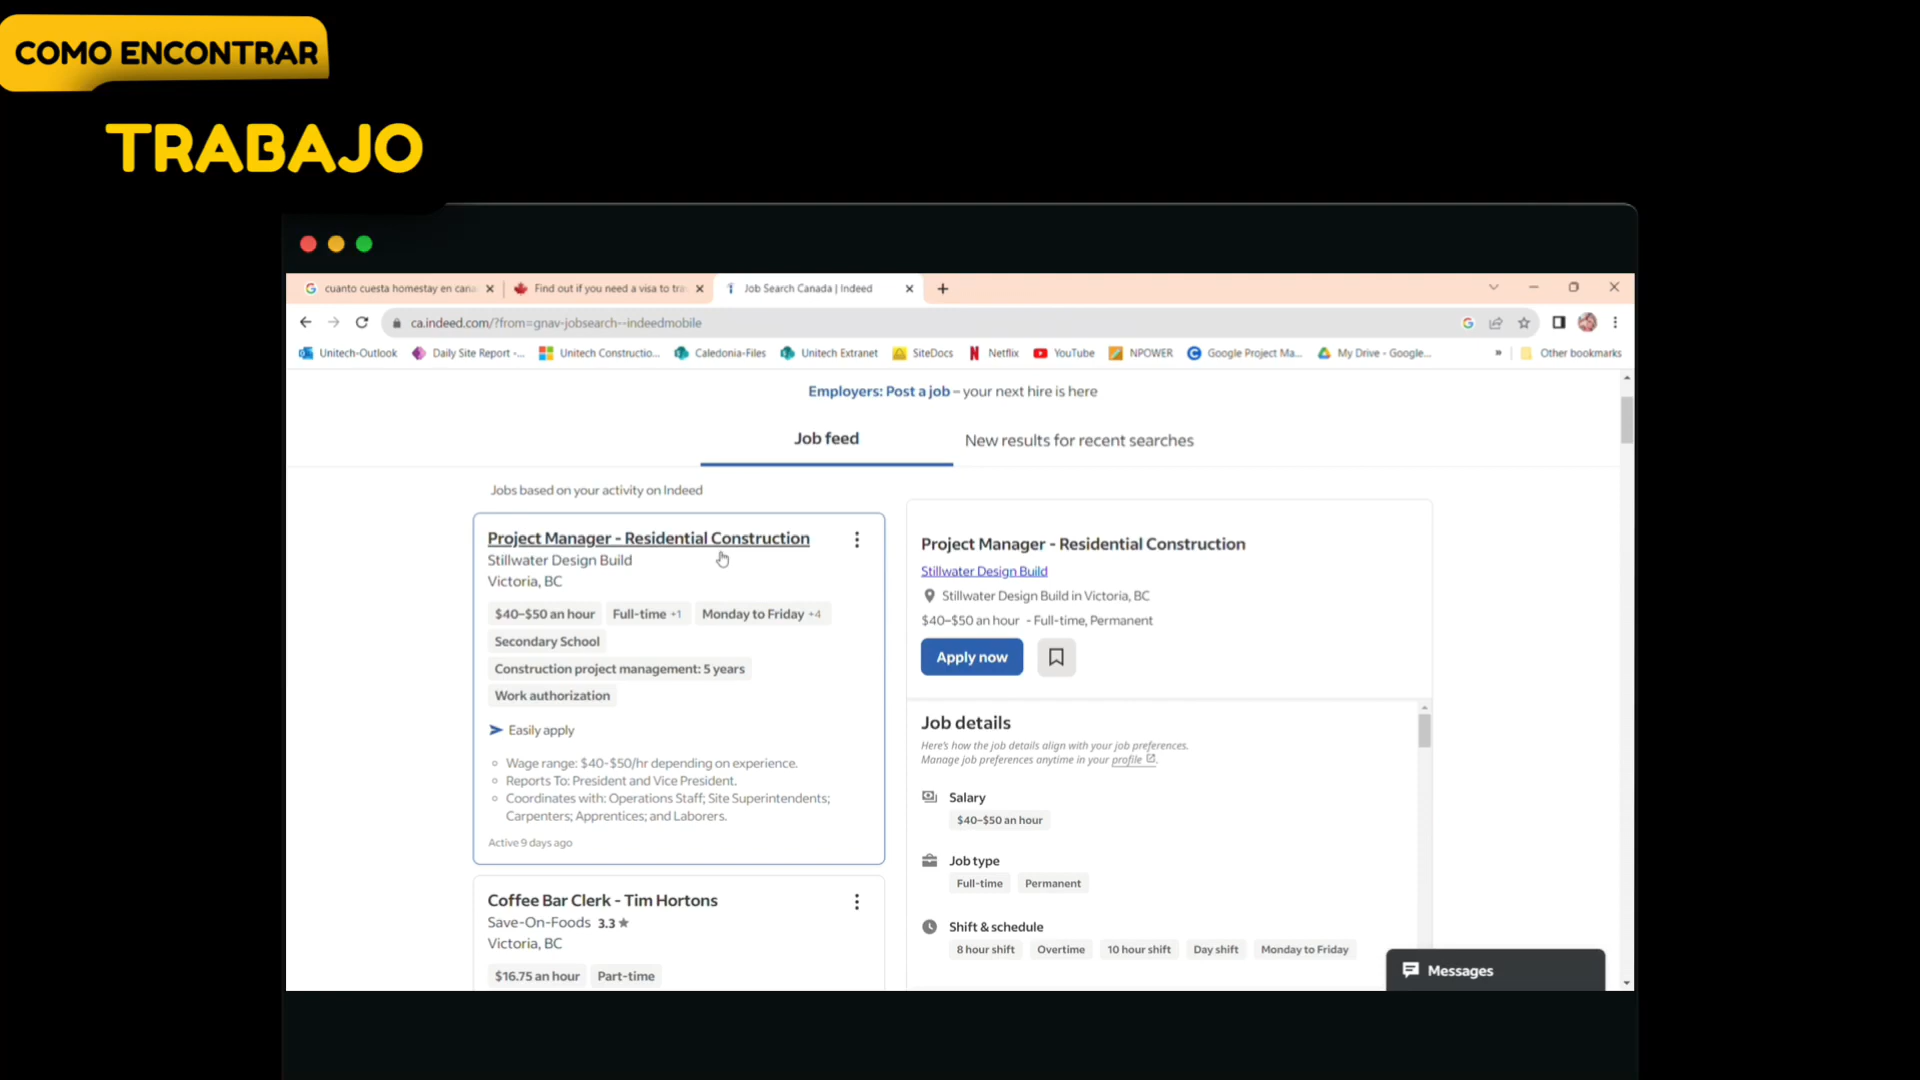 COMO ENCONTRAR
TRABAJO
cuanto cuesta homestay en cana
Find out if you need a visa to tra
Job Search Canada | Indeed
ca.indeed.com/?from=gnav-jobsearch--indeedmobile
Unitech-Outlook
Daily Site Report -...
Unitech Constructio...
Caledonia-Files
Unitech Extranet
SiteDocs
Netflix
YouTube
NPOWER
Google Project Ma...
My Drive - Google...
»
Other bookmarks
Employers: Post a job – your next hire is here
Job feed
New results for recent searches
Jobs based on your activity on Indeed
Project Manager - Residential Construction
Stillwater Design Build
Victoria, BC
$40–$50 an hour
Full-time +1
Monday to Friday +4
Secondary School
Construction project management: 5 years
Work authorization
Easily apply
Wage range: $40-$50/hr depending on experience.
Reports To: President and Vice President.
Coordinates with: Operations Staff; Site Superintendents;
Carpenters; Apprentices; and Laborers.
Active 9 days ago
Coffee Bar Clerk - Tim Hortons
Save-On-Foods 3.3
Victoria, BC
$16.75 an hour
Part-time
Project Manager - Residential Construction
Stillwater Design Build
Stillwater Design Build in Victoria, BC
$40–$50 an hour - Full-time, Permanent
Apply now
Job details
Here's how the job details align with your job preferences.
Manage job preferences anytime in your profile.
Salary
$40–$50 an hour
Job type
Full-time
Permanent
Shift & schedule
8 hour shift
Overtime
10 hour shift
Day shift
Monday to Friday
Messages